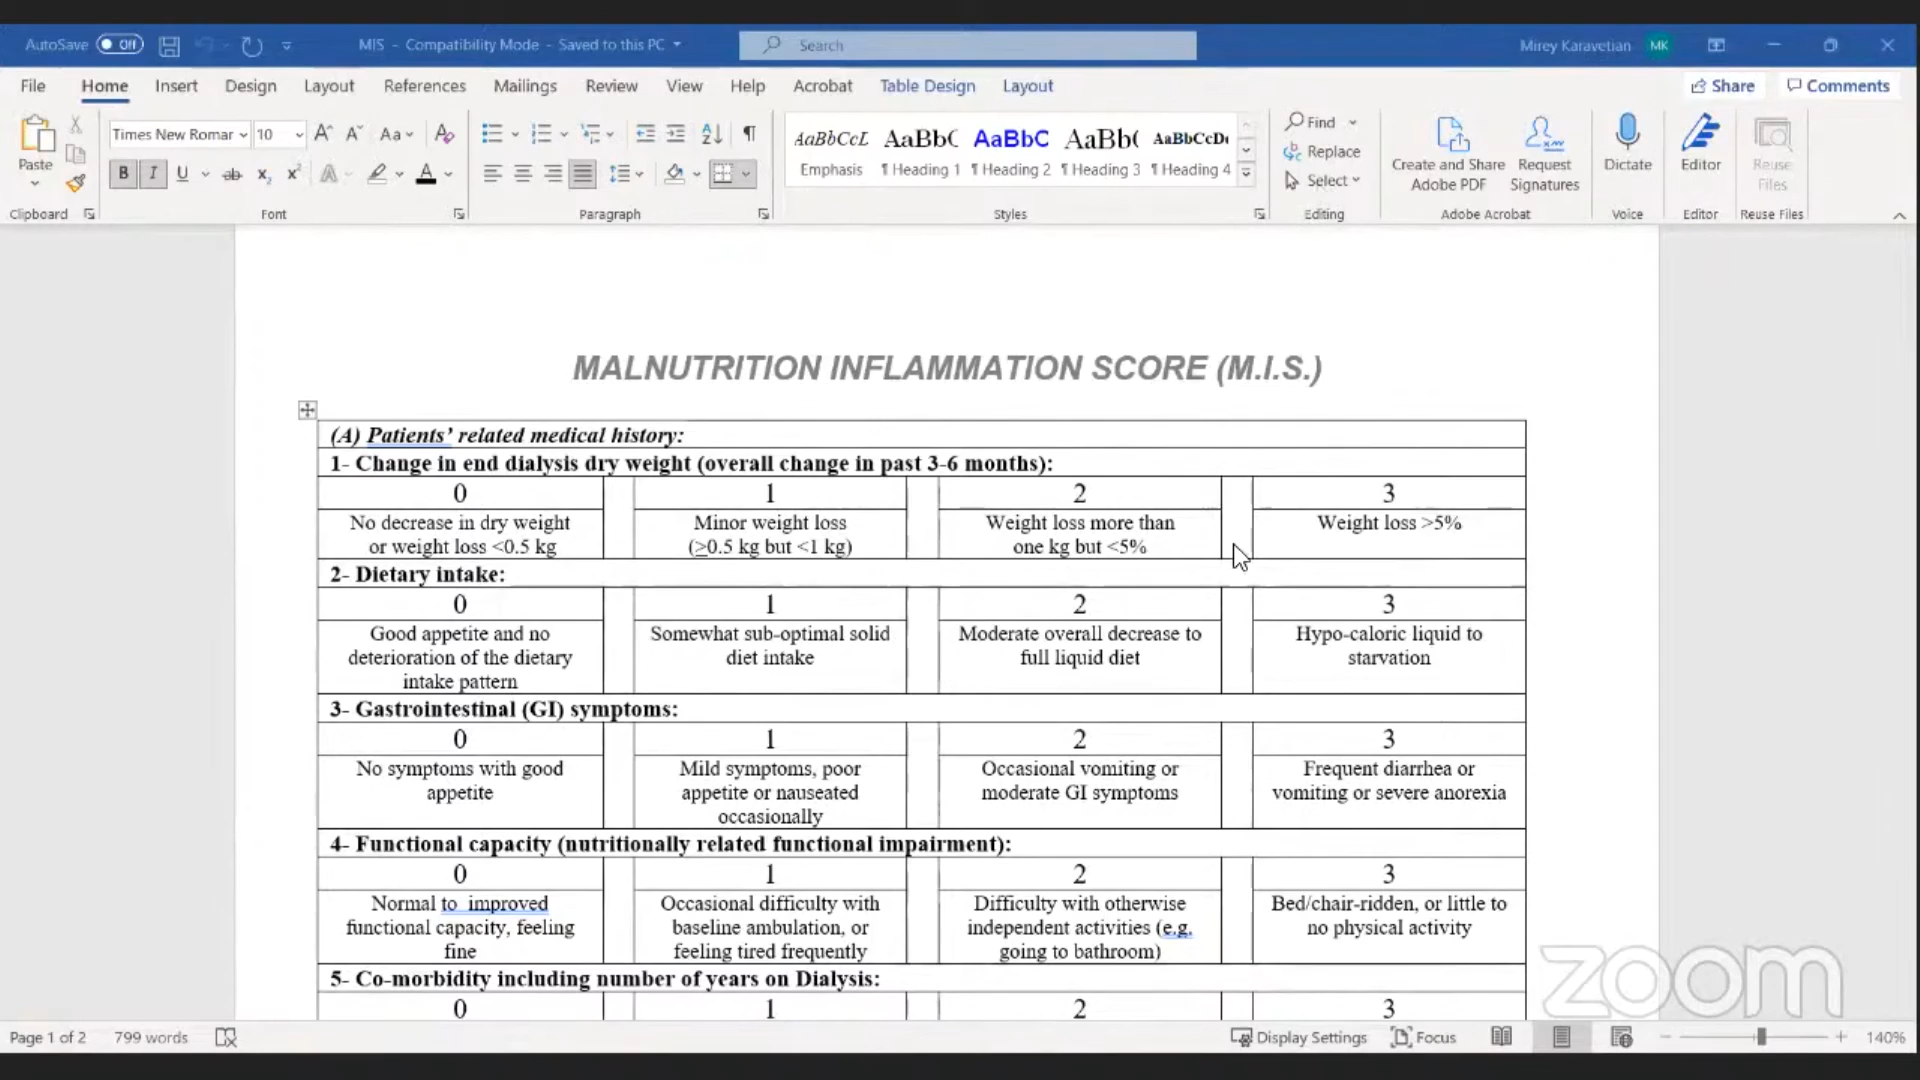 AutoSave Off MIS - Compatibility Mode - Saved to this PC Search Mirey Karavetian MK
File Home Insert Design Layout References Mailings Review View Help Acrobat Table Design Layout Share Comments
Times New Romar 10 Aa
AaBbCcL AaBbC AaBbC AaBb( AaBbCcDı
Find
Replace
Select
Paste
B I U ab x₂ x² A A
Emphasis ¶ Heading 1 ¶ Heading 2 ¶ Heading 3 ¶ Heading 4
Create and Share
Adobe PDF
Request
Signatures
Dictate
Editor
Reuse
Files
Clipboard Font Paragraph Styles Editing Adobe Acrobat Voice Editor Reuse Files
MALNUTRITION INFLAMMATION SCORE (M.I.S.)
(A) Patients’ related medical history:
1- Change in end dialysis dry weight (overall change in past 3-6 months):
0 1 2 3
No decrease in dry weight
or weight loss <0.5 kg
Minor weight loss
(≥0.5 kg but <1 kg)
Weight loss more than
one kg but <5%
Weight loss >5%
2- Dietary intake:
0 1 2 3
Good appetite and no
deterioration of the dietary
intake pattern
Somewhat sub-optimal solid
diet intake
Moderate overall decrease to
full liquid diet
Hypo-caloric liquid to
starvation
3- Gastrointestinal (GI) symptoms:
0 1 2 3
No symptoms with good
appetite
Mild symptoms, poor
appetite or nauseated
occasionally
Occasional vomiting or
moderate GI symptoms
Frequent diarrhea or
vomiting or severe anorexia
4- Functional capacity (nutritionally related functional impairment):
0 1 2 3
Normal to improved
functional capacity, feeling
fine
Occasional difficulty with
baseline ambulation, or
feeling tired frequently
Difficulty with otherwise
independent activities (e.g.
going to bathroom)
Bed/chair-ridden, or little to
no physical activity
5- Co-morbidity including number of years on Dialysis:
0 1 2 3
zoom
Page 1 of 2 799 words Display Settings Focus 140%